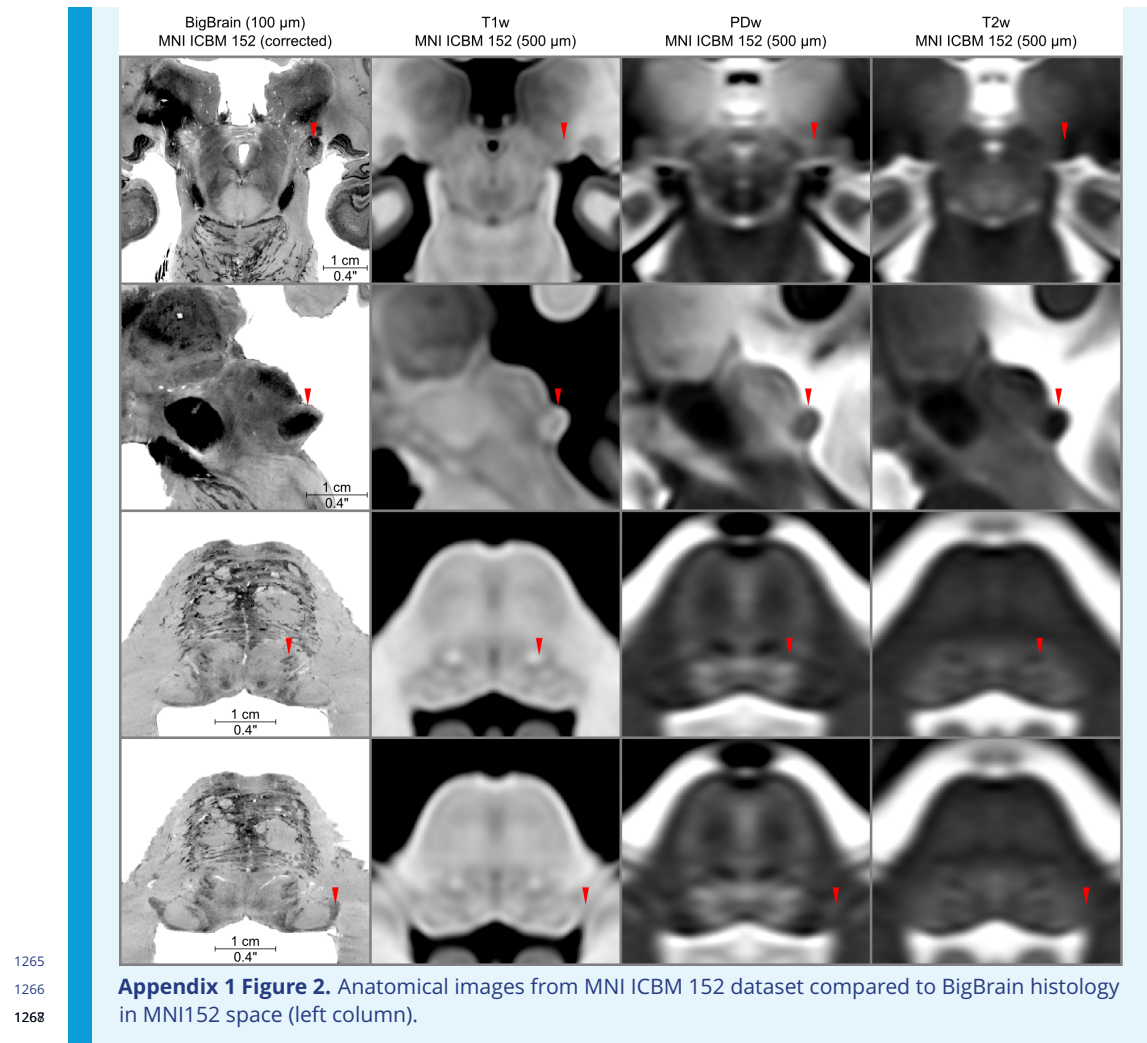 BigBrain (100 μm)
MNI ICBM 152 (corrected)
T1w
MNI ICBM 152 (500 μm)
PDw
MNI ICBM 152 (500 μm)
T2w
MNI ICBM 152 (500 μm)
1 cm
0.4"
1 cm
0.4"
1 cm
0.4"
1 cm
0.4"
1265
1266
Appendix 1 Figure 2. Anatomical images from MNI ICBM 152 dataset compared to BigBrain histology
in MNI152 space (left column).